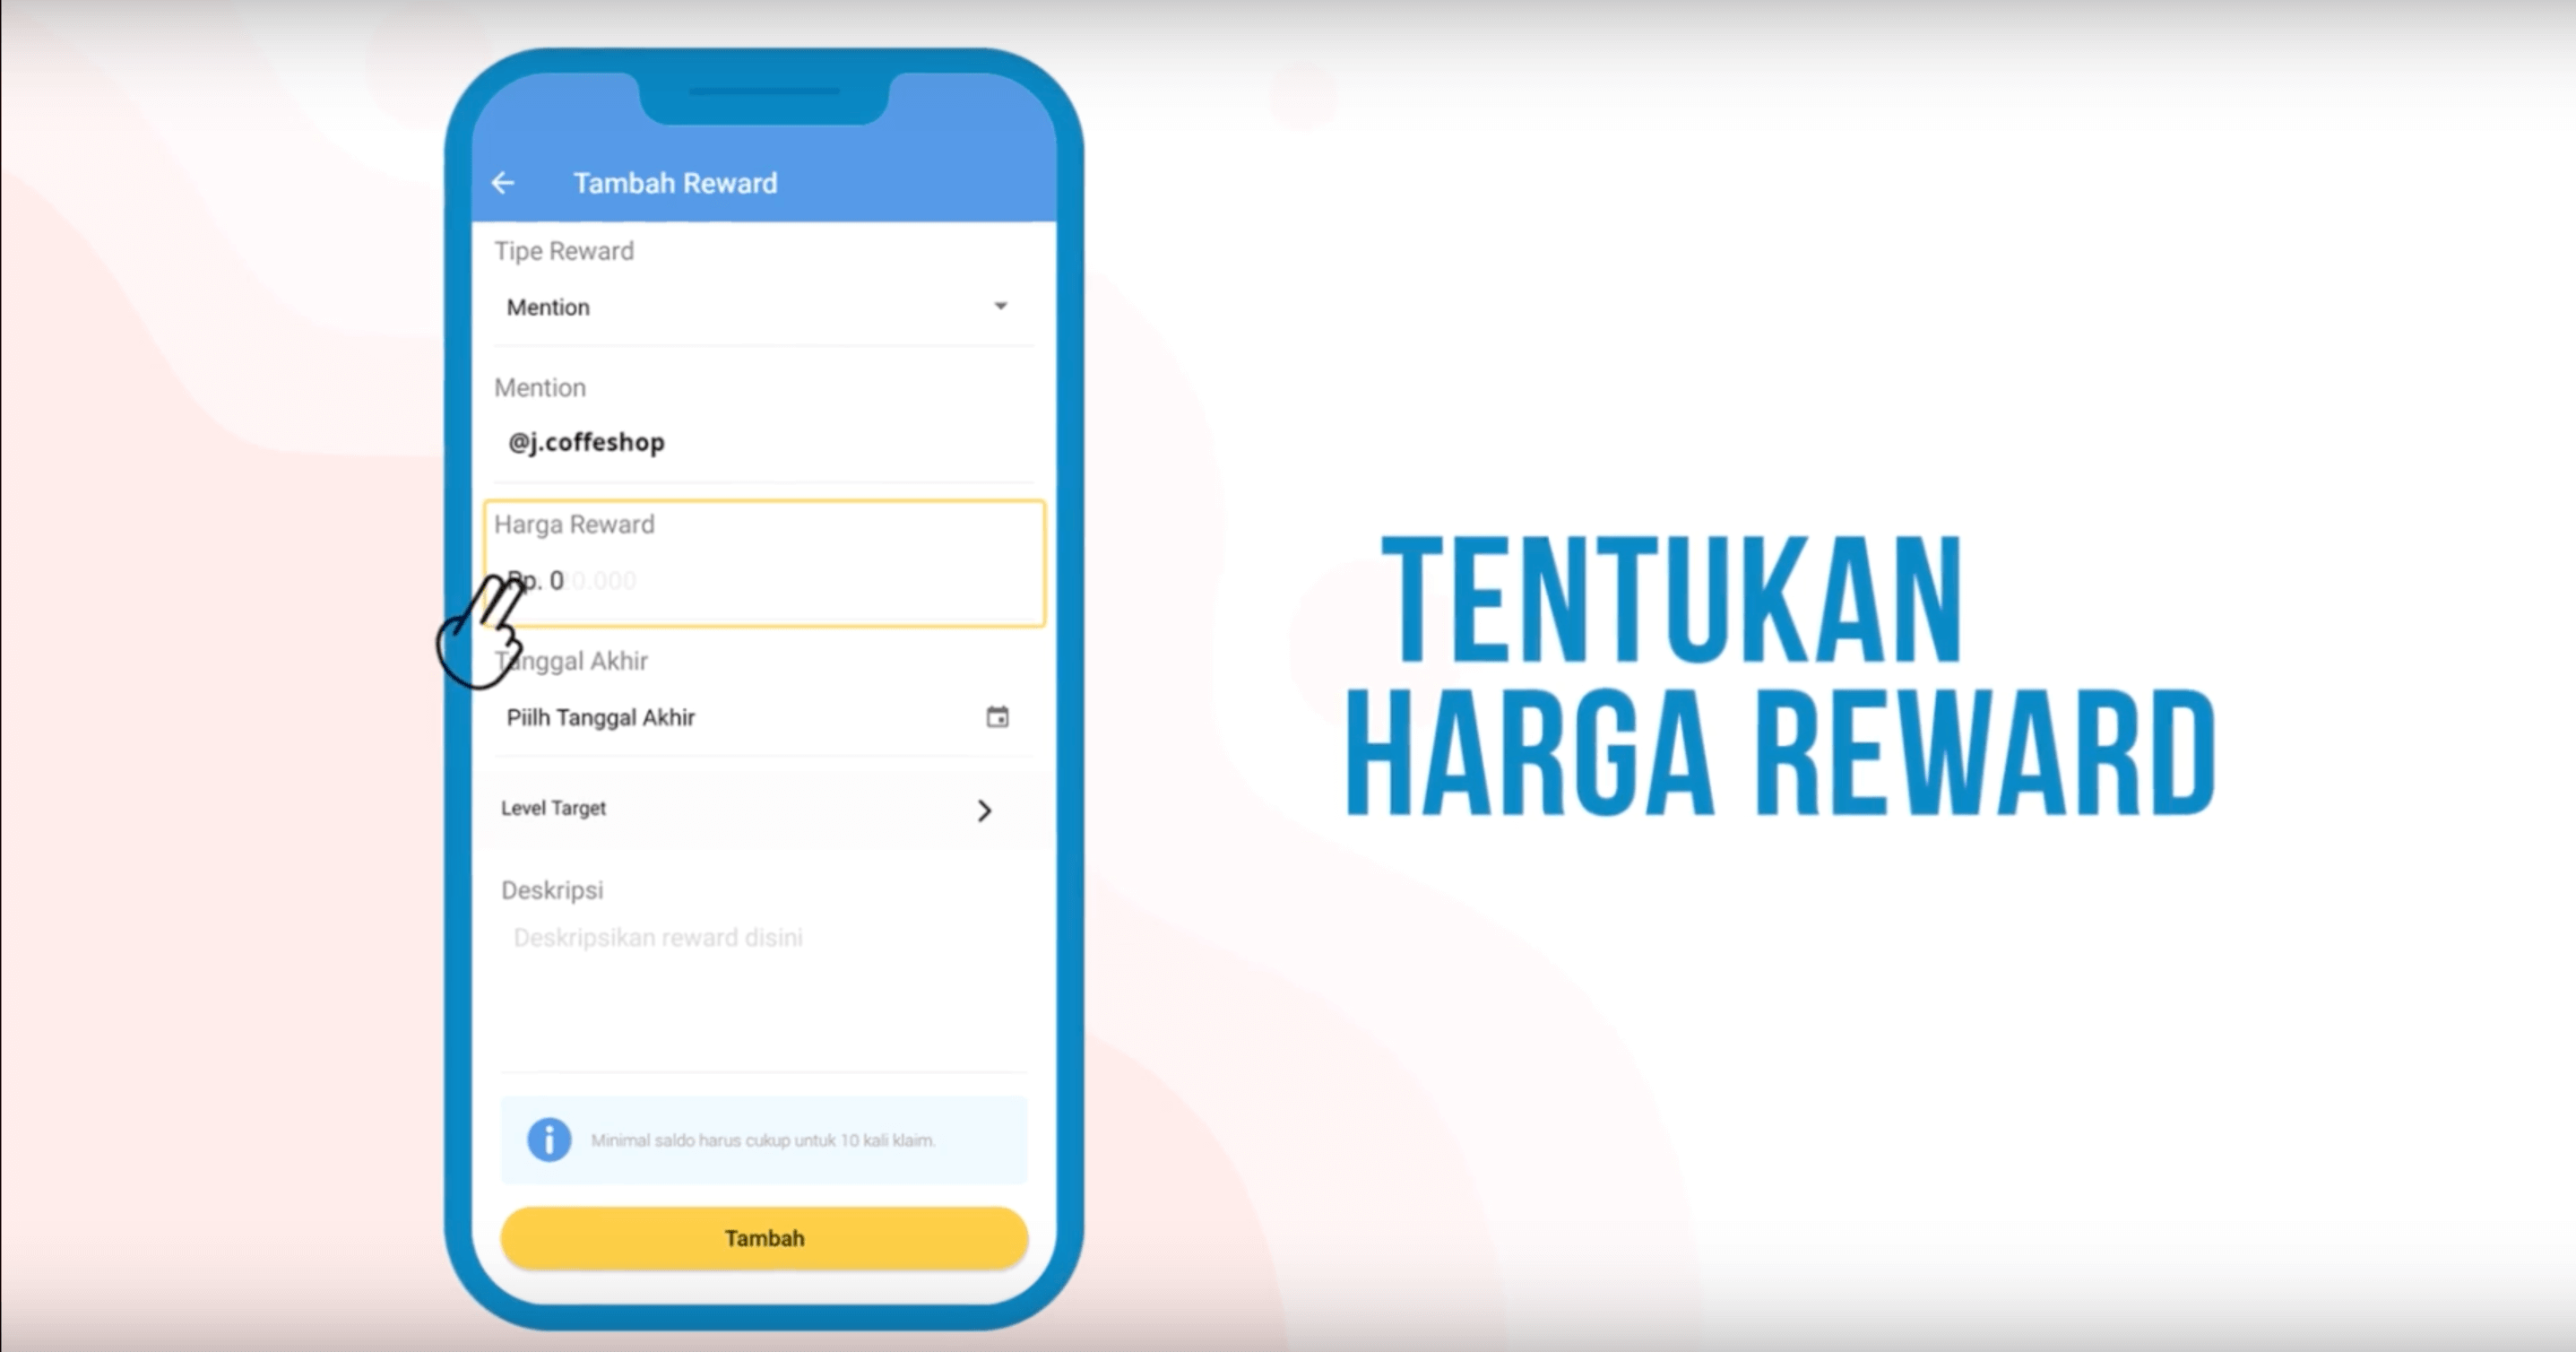 Tambah Reward
Tipe Reward
Mention
Mention
@j.coffeshop
Harga Reward
Rp. 0
Tanggal Akhir
Piilh Tanggal Akhir
Level Target
Deskripsi
Deskripsikan reward disini
Minimal saldo harus cukup untuk 10 kali klaim.
Tambah
TENTUKAN
HARGA REWARD